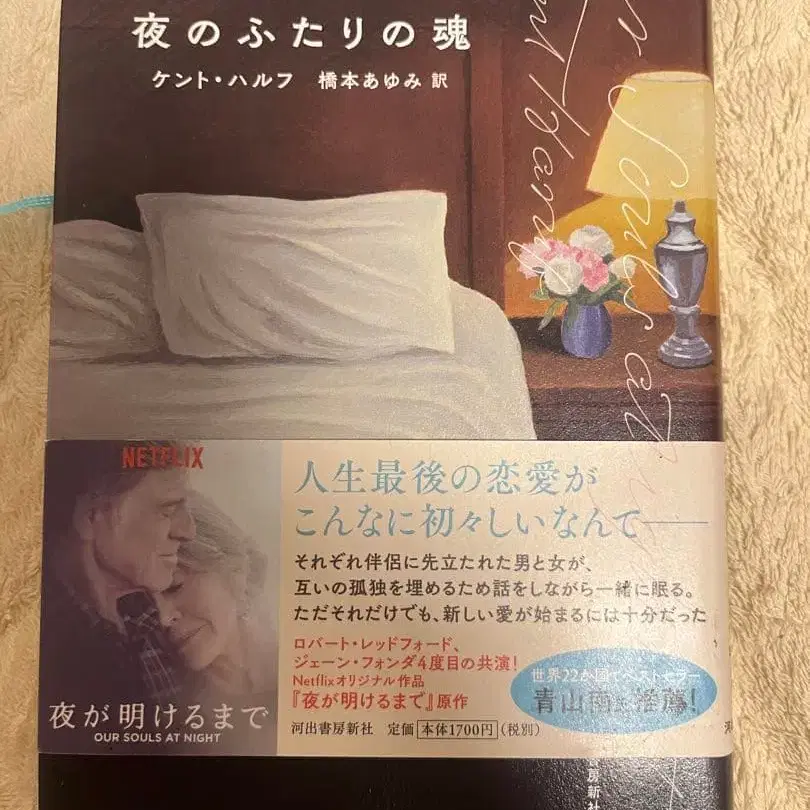 夜のふたりの魂
ケント・ハルフ 橋本あゆみ 訳
NETFLIX
人生最後の恋愛が
こんなに初々しいなんて――
それぞれ伴侶に先立たれた男と女が、
互いの孤独を埋めるため話をしながら一緒に眠る。
ただそれだけでも、新しい愛が始まるには十分だった
ロバート・レッドフォード、
ジェーン・フォンダ4度目の共演!
Netflixオリジナル作品
『夜が明けるまで』原作
世界22か国でベストセラー
青山 推薦!
夜が明けるまで
OUR SOULS AT NIGHT
河出書房新社 定価 本体1700円(税別)
書房新社